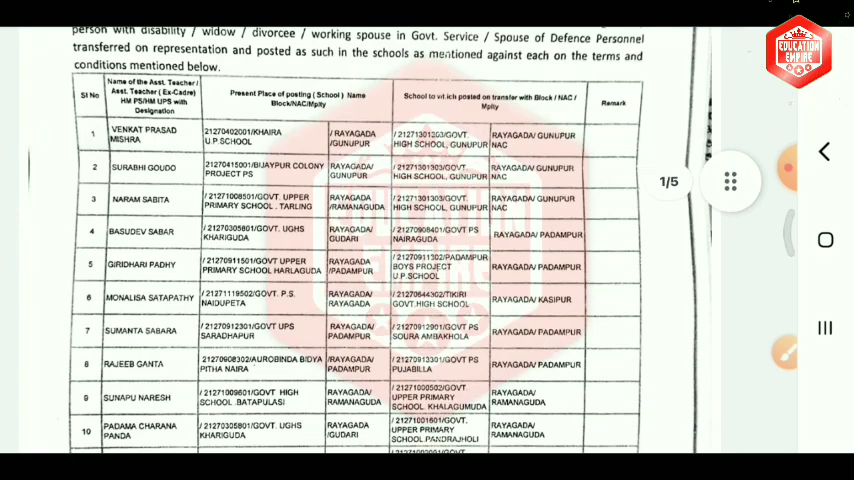 person with disability / widow / divorcee / working spouse in Govt. Service / Spouse of Defence Personnel
transferred on representation and posted as such in the schools as mentioned against each on the terms and
conditions mentioned below.
Sl No | Name of the Asst. Teacher / Asst. Teacher ( Ex-Cadre) HM PS/HM UPS with Designation | Present Place of posting ( School ) Name Block/NAC/Mplty | School to which posted on transfer with Block / NAC / Mplty | Remark
1 | VENKAT PRASAD MISHRA | 21270402001/KHAIRA U.P.SCHOOL | / RAYAGADA /GUNUPUR | / 21271301303/GOVT. HIGH SCHOOL, GUNUPUR | RAYAGADA/ GUNUPUR NAC
2 | SURABHI GOUDO | 21270415001/BIJAYPUR COLONY PROJECT PS | RAYAGADA/ GUNUPUR | / 21271301303/GOVT. HIGH SCHOOL, GUNUPUR | RAYAGADA/ GUNUPUR NAC
3 | NARAM SABITA | / 21271008501/GOVT. UPPER PRIMARY SCHOOL . TARLING | RAYAGADA /RAMANAGUDA | / 21271301303/GOVT. HIGH SCHOOL, GUNUPUR | RAYAGADA/ GUNUPUR NAC
4 | BASUDEV SABAR | / 21270305801/GOVT. UGHS KHARIGUDA | RAYAGADA/ GUDARI | / 21270908401/GOVT PS NAIRAGUDA | RAYAGADA/ PADAMPUR
5 | GIRIDHARI PADHY | / 21270911501/GOVT UPPER PRIMARY SCHOOL HARLAGUDA | RAYAGADA /PADAMPUR | / 21270911302/PADAMPUR BOYS PROJECT U.P.SCHOOL | RAYAGADA/ PADAMPUR
6 | MONALISA SATAPATHY | / 21271119502/GOVT. P.S. NAIDUPETA | RAYAGADA/ RAYAGADA | / 21270644302/TIKIRI GOVT.HIGH SCHOOL | RAYAGADA/ KASIPUR
7 | SUMANTA SABARA | / 21270912301/GOVT UPS SARADHAPUR | RAYAGADA/ PADAMPUR | / 21270912901/GOVT PS SOURA AMBAKHOLA | RAYAGADA/ PADAMPUR
8 | RAJEEB GANTA | 21270908302/AUROBINDA BIDYA PITHA NAIRA | /RAYAGADA/ PADAMPUR | / 21270913301/GOVT PS PUJABILLA | RAYAGADA/ PADAMPUR
9 | SUNAPU NARESH | / 21271009601/GOVT HIGH SCHOOL .BATAPULASI | RAYAGADA/ RAMANAGUDA | / 21271000502/GOVT. UPPER PRIMARY SCHOOL KHALAGUMUDA | RAYAGADA/ RAMANAGUDA
10 | PADAMA CHARANA PANDA | / 21270305801/GOVT. UGHS KHARIGUDA | RAYAGADA /GUDARI | / 21271001601/GOVT. UPPER PRIMARY SCHOOL.PANDRAJHOLI | RAYAGADA/ RAMANAGUDA
1/5
EDUCATION
EMPIRE
EDUCATION
EMPIRE